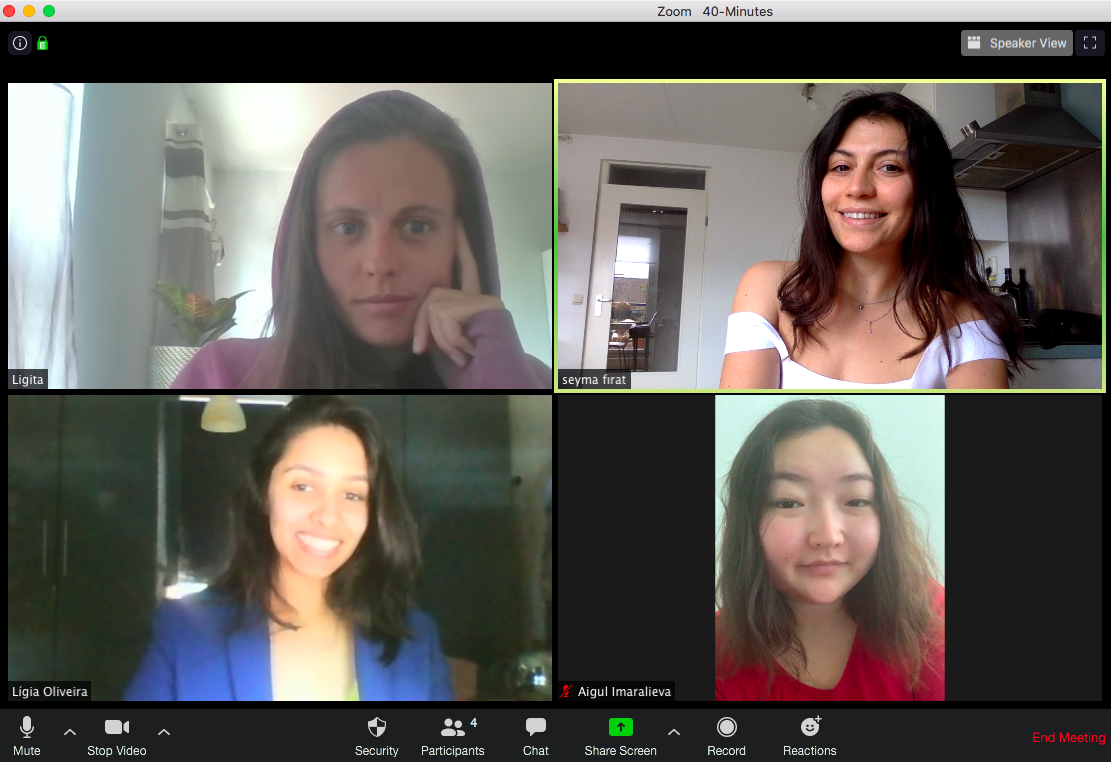 Zoom 40-Minutes
Speaker View
Ligita
seyma fırat
Lígia Oliveira
Aigul Imaralieva
Mute
Stop Video
Security
Participants
4
Chat
Share Screen
Record
Reactions
End Meeting